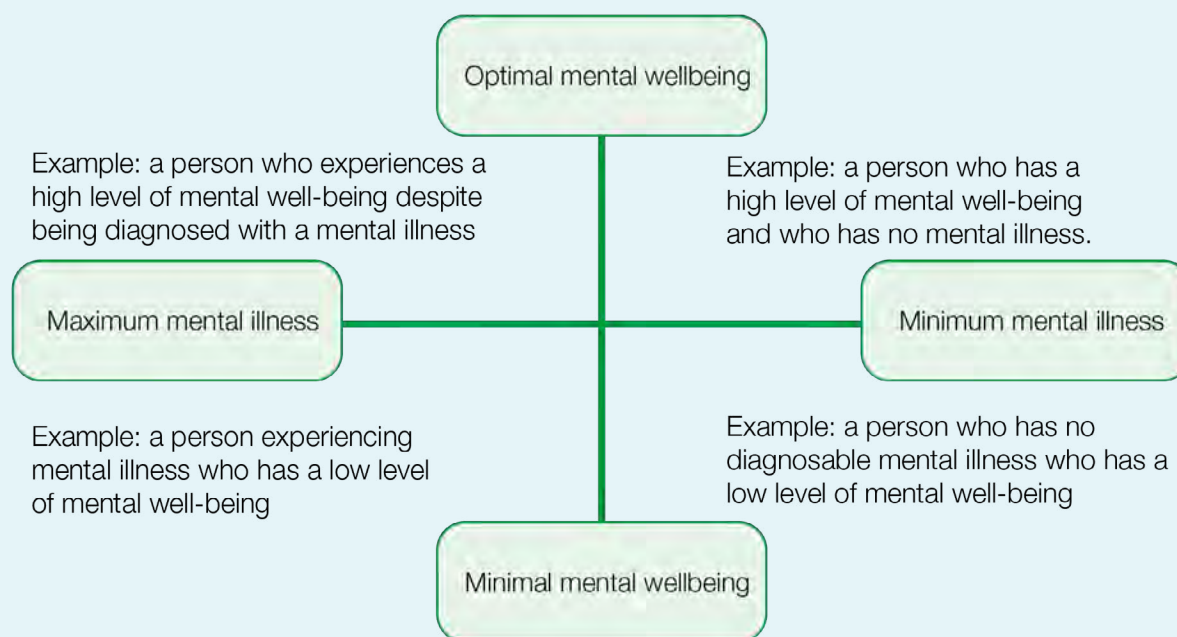 Optimal mental wellbeing
Example: a person who experiences a
high level of mental well-being despite
being diagnosed with a mental illness
Example: a person who has a
high level of mental well-being
and who has no mental illness.
Maximum mental illness
Minimum mental illness
Example: a person experiencing
mental illness who has a low level
of mental well-being
Example: a person who has no
diagnosable mental illness who has a
low level of mental well-being
Minimal mental wellbeing